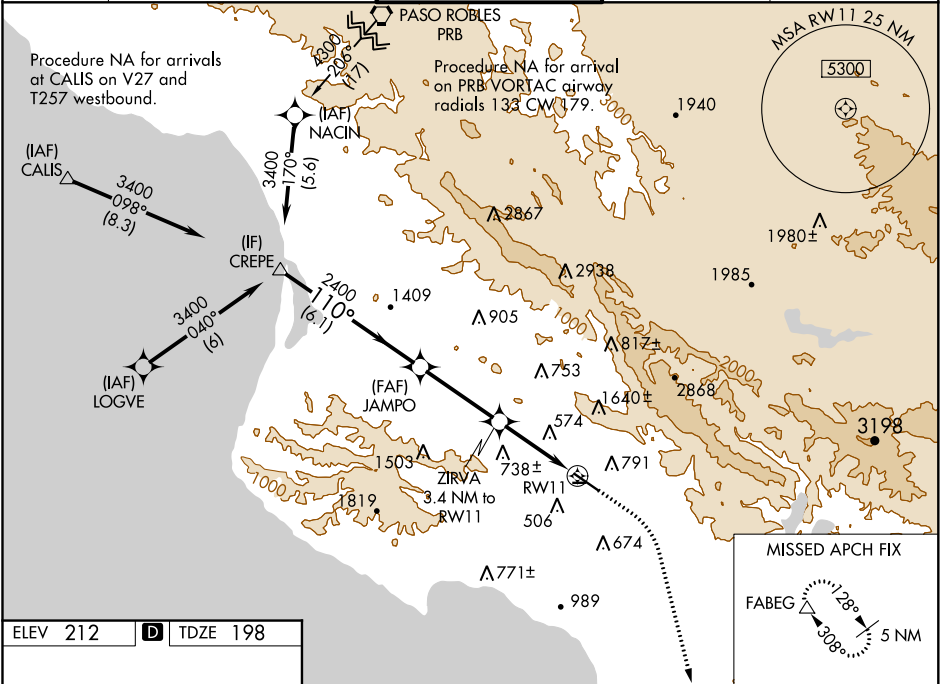 PASO ROBLES
PRB
MSA RW11 25 NM
5300
Procedure NA for arrivals
at CALIS on V27 and
T257 westbound.
4300
206°
(17)
Procedure NA for arrival
on PRB VORTAC airway
radials 133 CW 179.
3000
1940
(IAF)
NACIN
(IAF)
CALIS
3400
098°
(8.3)
3400
170°
(5.6)
2867
1980±
(IF)
CREPE
2938
1985
2400
110°
(6.1)
1409
905
1000
3400
040°
(6)
817±
2000
(IAF)
LOGVE
(FAF)
JAMPO
753
2868
1640±
574
3198
1503
738±
791
ZIRVA
3.4 NM to
RW11
RW11
1000
1819
506
674
771±
989
MISSED APCH FIX
FABEG
128°
308°
5 NM
ELEV 212
D
TDZE 198